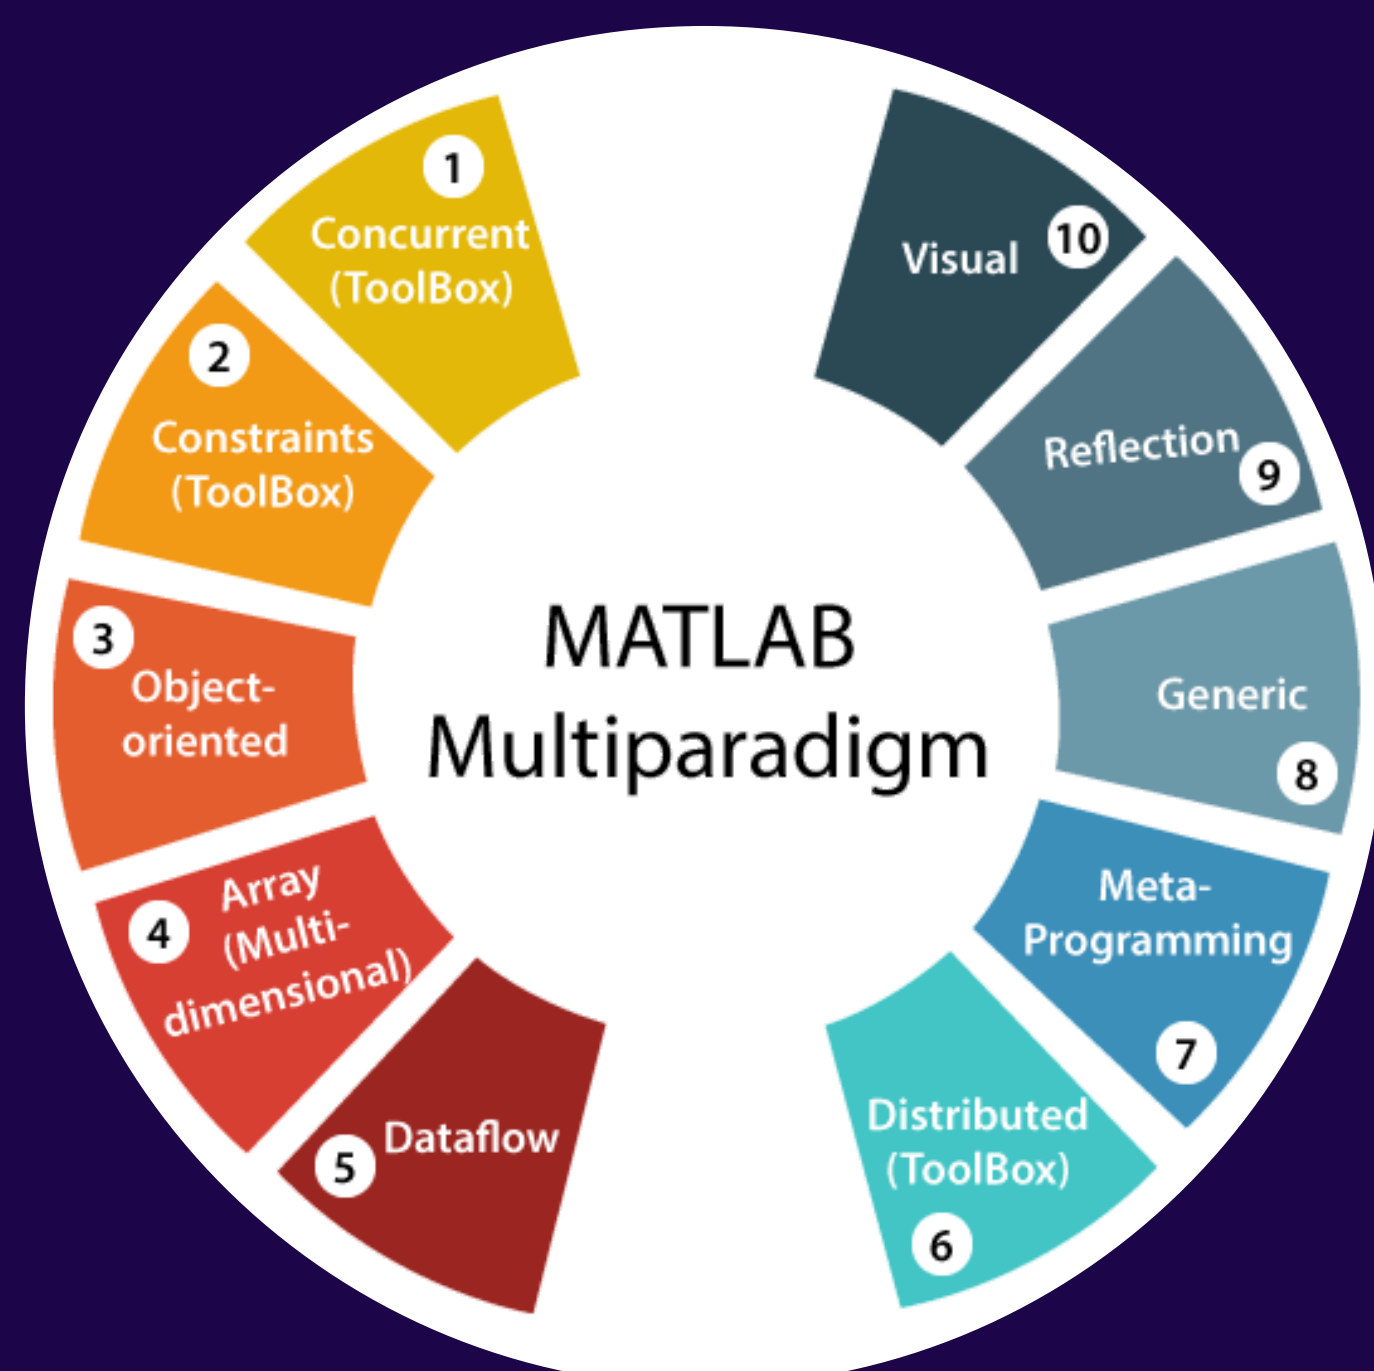 MATLAB
Multiparadigm
1
Concurrent
(ToolBox)
2
Constraints
(ToolBox)
3
Object-
oriented
4
Array
(Multi-
dimensional)
5
Dataflow
6
Distributed
(ToolBox)
7
Meta-
Programming
8
Generic
9
Reflection
10
Visual